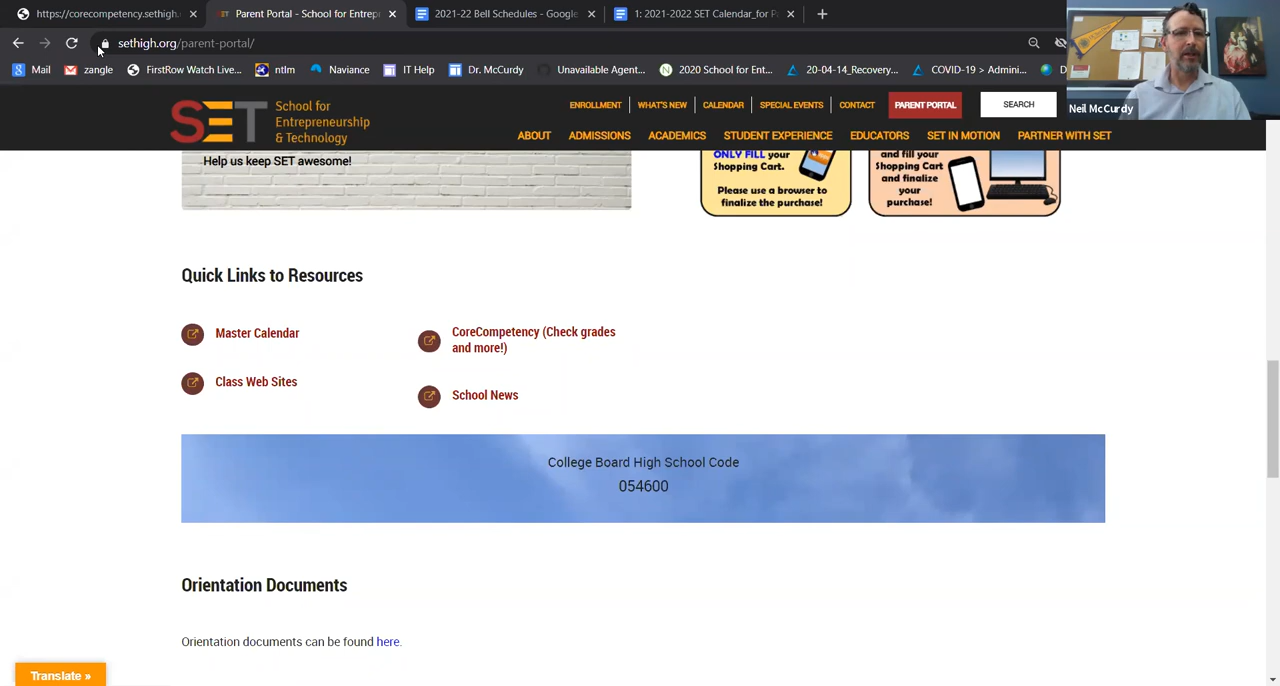 https://corecompetency.sethigh.
Parent Portal - School for Entrepr
2021-22 Bell Schedules - Google
1: 2021-2022 SET Calendar_for P
sethigh.org/parent-portal/
Mail
zangle
FirstRow Watch Live...
ntlm
Naviance
IT Help
Dr. McCurdy
Unavailable Agent...
2020 School for Ent...
20-04-14_Recovery...
COVID-19 > Admini...
Neil McCurdy
SET
School for
Entrepreneurship
& Technology
ENROLLMENT
WHAT'S NEW
CALENDAR
SPECIAL EVENTS
CONTACT
PARENT PORTAL
SEARCH
ABOUT
ADMISSIONS
ACADEMICS
STUDENT EXPERIENCE
EDUCATORS
SET IN MOTION
PARTNER WITH SET
Help us keep SET awesome!
ONLY FILL your
Shopping Cart.
Please use a browser to
finalize the purchase!
and fill your
Shopping Cart
and finalize
your
purchase!
Quick Links to Resources
Master Calendar
CoreCompetency (Check grades
and more!)
Class Web Sites
School News
College Board High School Code
054600
Orientation Documents
Orientation documents can be found here.
Translate »